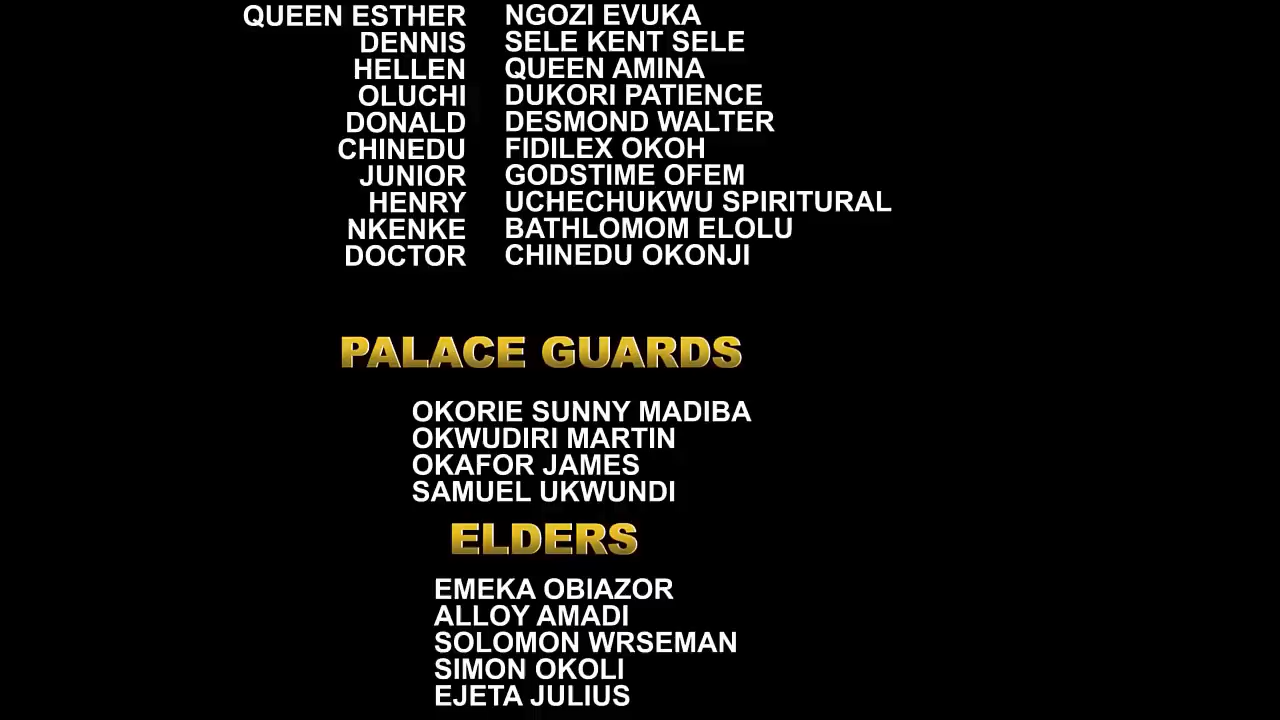 QUEEN ESTHER NGOZI EVUKA
DENNIS SELE KENT SELE
HELLEN QUEEN AMINA
OLUCHI DUKORI PATIENCE
DONALD DESMOND WALTER
CHINEDU FIDILEX OKOH
JUNIOR GODSTIME OFEM
HENRY UCHECHUKWU SPIRITURAL
NKENKE BATHLOMOM ELOLU
DOCTOR CHINEDU OKONJI
PALACE GUARDS
OKORIE SUNNY MADIBA
OKWUDIRI MARTIN
OKAFOR JAMES
SAMUEL UKWUNDI
ELDERS
EMEKA OBIAZOR
ALLOY AMADI
SOLOMON WRSEMAN
SIMON OKOLI
EJETA JULIUS